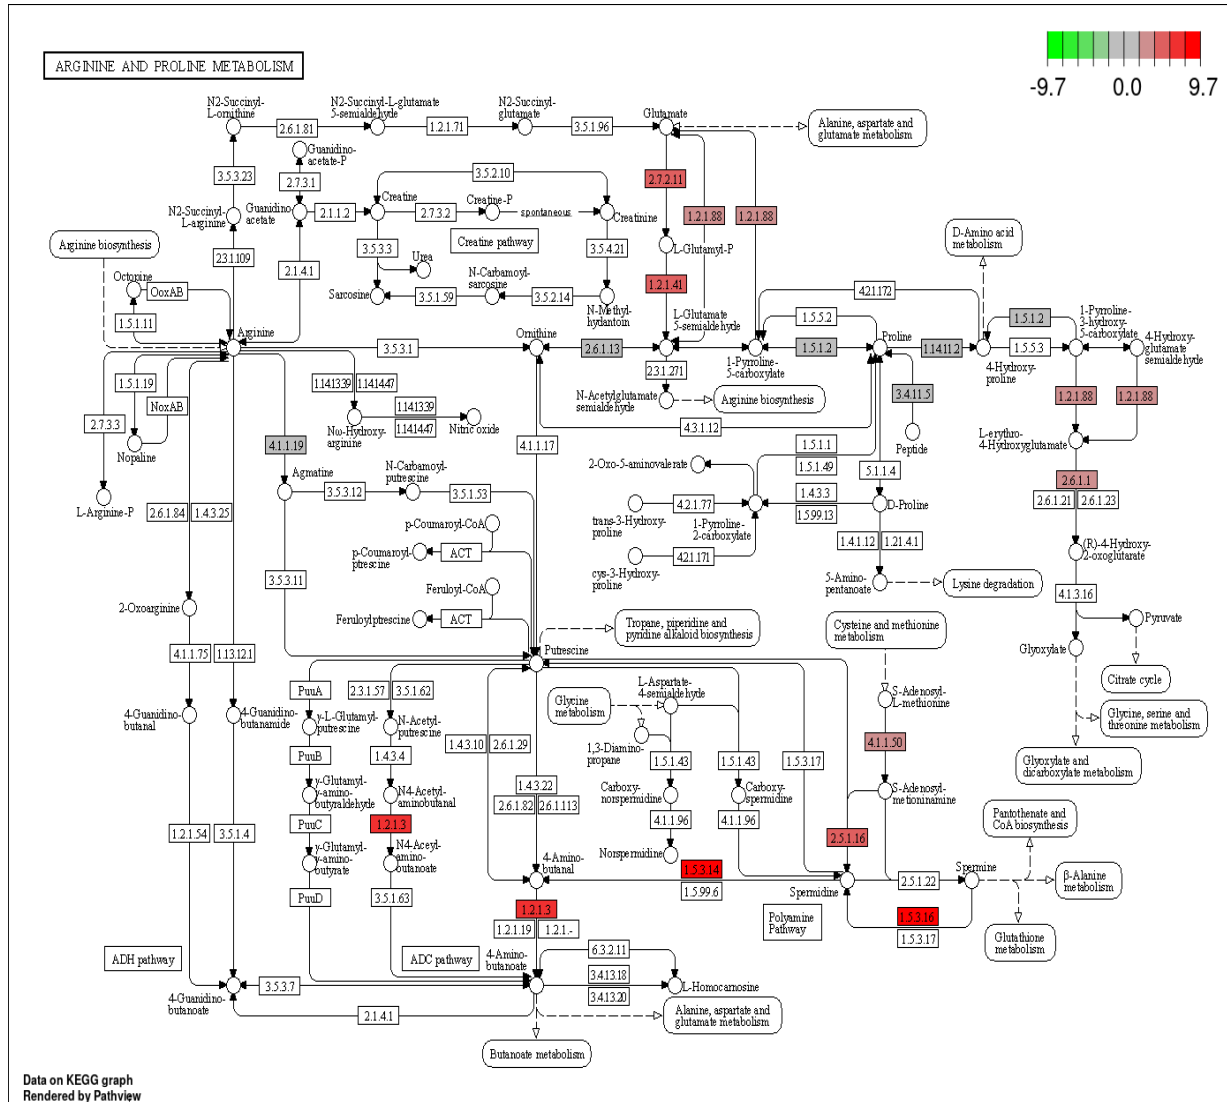 ARGININE AND PROLINE METABOLISM
-9.7 0.0 9.7
N2-Succinyl-
L-ornithine
N2-Succinyl-L-glutamate
5-semialdehyde
N2-Succinyl-
glutamate
Glutamate
2.6.1.81
1.2.1.71
3.5.1.96
Alanine, aspartate and
glutamate metabolism
Guanidino-
acetate-P
3.5.3.23
2.7.3.1
3.5.2.10
2.7.2.11
N2-Succinyl-
L-arginine
Guanidino-
acetate
2.1.1.2
Creatine
2.7.3.2
Creatine-P
spontaneous
Creatinine
1.2.1.88
1.2.1.88
D-Amino acid
metabolism
Arginine biosynthesis
2.3.1.109
2.1.4.1
3.5.3.3
Creatine pathway
3.5.4.21
L-Glutamyl-P
Urea
Octopine
OoxAB
Sarcosine
3.5.1.59
N-Carbamoyl-
sarcosine
3.5.2.14
N-Methyl-
hydantoin
1.2.1.41
4.2.1.172
1.5.1.11
L-Glutamate
5-semialdehyde
1.5.5.2
1.5.1.2
1-Pyrroline-
3-hydroxy-
5-carboxylate
4-Hydroxy-
glutamate
semialdehyde
Arginine
3.5.3.1
Ornithine
2.6.1.13
1-Pyrroline-
5-carboxylate
1.5.1.2
Proline
1.14.11.2
4-Hydroxy-
proline
1.5.5.3
1.5.1.19
NoxAB
1.14.13.39
1.14.14.47
2.3.1.271
2.7.3.3
Nopaline
Nω-Hydroxy-
arginine
1.14.13.39
1.14.14.47
Nitric oxide
N-Acetylglutamate
semialdehyde
Arginine biosynthesis
3.4.11.5
1.2.1.88
1.2.1.88
4.3.1.12
Peptide
L-erythro-
4-Hydroxyglutamate
4.1.1.19
4.1.1.17
1.5.1.1
1.5.1.49
L-Arginine-P
Agmatine
3.5.3.12
N-Carbamoyl-
putrescine
3.5.1.53
2-Oxo-5-aminovalerate
5.1.1.4
2.6.1.1
2.6.1.21
2.6.1.23
2.6.1.84
1.4.3.25
trans-3-Hydroxy-
proline
4.2.1.77
1-Pyrroline-
2-carboxylate
1.4.3.3
1.5.99.13
D-Proline
p-Coumaroyl-CoA
p-Coumaroyl-
ptrescine
ACT
cys-3-Hydroxy-
proline
4.2.1.171
1.4.1.12
1.21.4.1
(R)-4-Hydroxy-
2-oxoglutarate
3.5.3.11
Feruloyl-CoA
Feruloylptrescine
ACT
5-Amino-
pentanoate
Lysine degradation
4.1.3.16
2-Oxoarginine
Tropane, piperidine and
pyridine alkaloid biosynthesis
Cysteine and methionine
metabolism
Pyruvate
Glyoxylate
4.1.1.75
1.13.12.1
Putrescine
Citrate cycle
PuuA
2.3.1.57
3.5.1.62
Glycine
metabolism
L-Aspartate-
4-semialdehyde
S-Adenosyl-
L-methionine
4-Guanidino-
butanal
4-Guanidino-
butanamide
γ-L-Glutamyl-
putrescine
N-Acetyl-
putrescine
Glycine, serine and
threonine metabolism
PuuB
1.4.3.4
1.4.3.10
2.6.1.29
1,3-Diamino-
propane
1.5.1.43
1.5.1.43
1.5.3.17
4.1.1.50
Glyoxylate and
dicarboxylate metabolism
γ-Glutamyl-
γ-amino-
butyraldehyde
N4-Acetyl-
aminobutanal
1.4.3.22
2.6.1.82
2.6.1.113
Carboxy-
norspermidine
Carboxy-
spermidine
S-Adenosyl-
metioninamine
1.2.1.54
3.5.1.4
PuuC
1.2.1.3
4.1.1.96
4.1.1.96
2.5.1.16
Pantothenate and
CoA biosynthesis
γ-Glutamyl-
γ-amino-
butyrate
N4-Aceyl-
amino-
butanoate
4-Amino-
butanal
Norspermidine
1.5.3.14
1.5.99.6
Spermidine
2.5.1.22
Spermine
β-Alanine
metabolism
PuuD
3.5.1.63
1.2.1.3
1.2.1.19
1.2.1.-
Polyamine
Pathway
1.5.3.16
1.5.3.17
Glutathione
metabolism
ADH pathway
ADC pathway
4-Amino-
butanoate
6.3.2.11
3.4.13.18
3.4.13.20
L-Homocarnosine
4-Guanidino-
butanoate
3.5.3.7
2.1.4.1
Alanine, aspartate and
glutamate metabolism
Butanoate metabolism
Data on KEGG graph
Rendered by Pathview